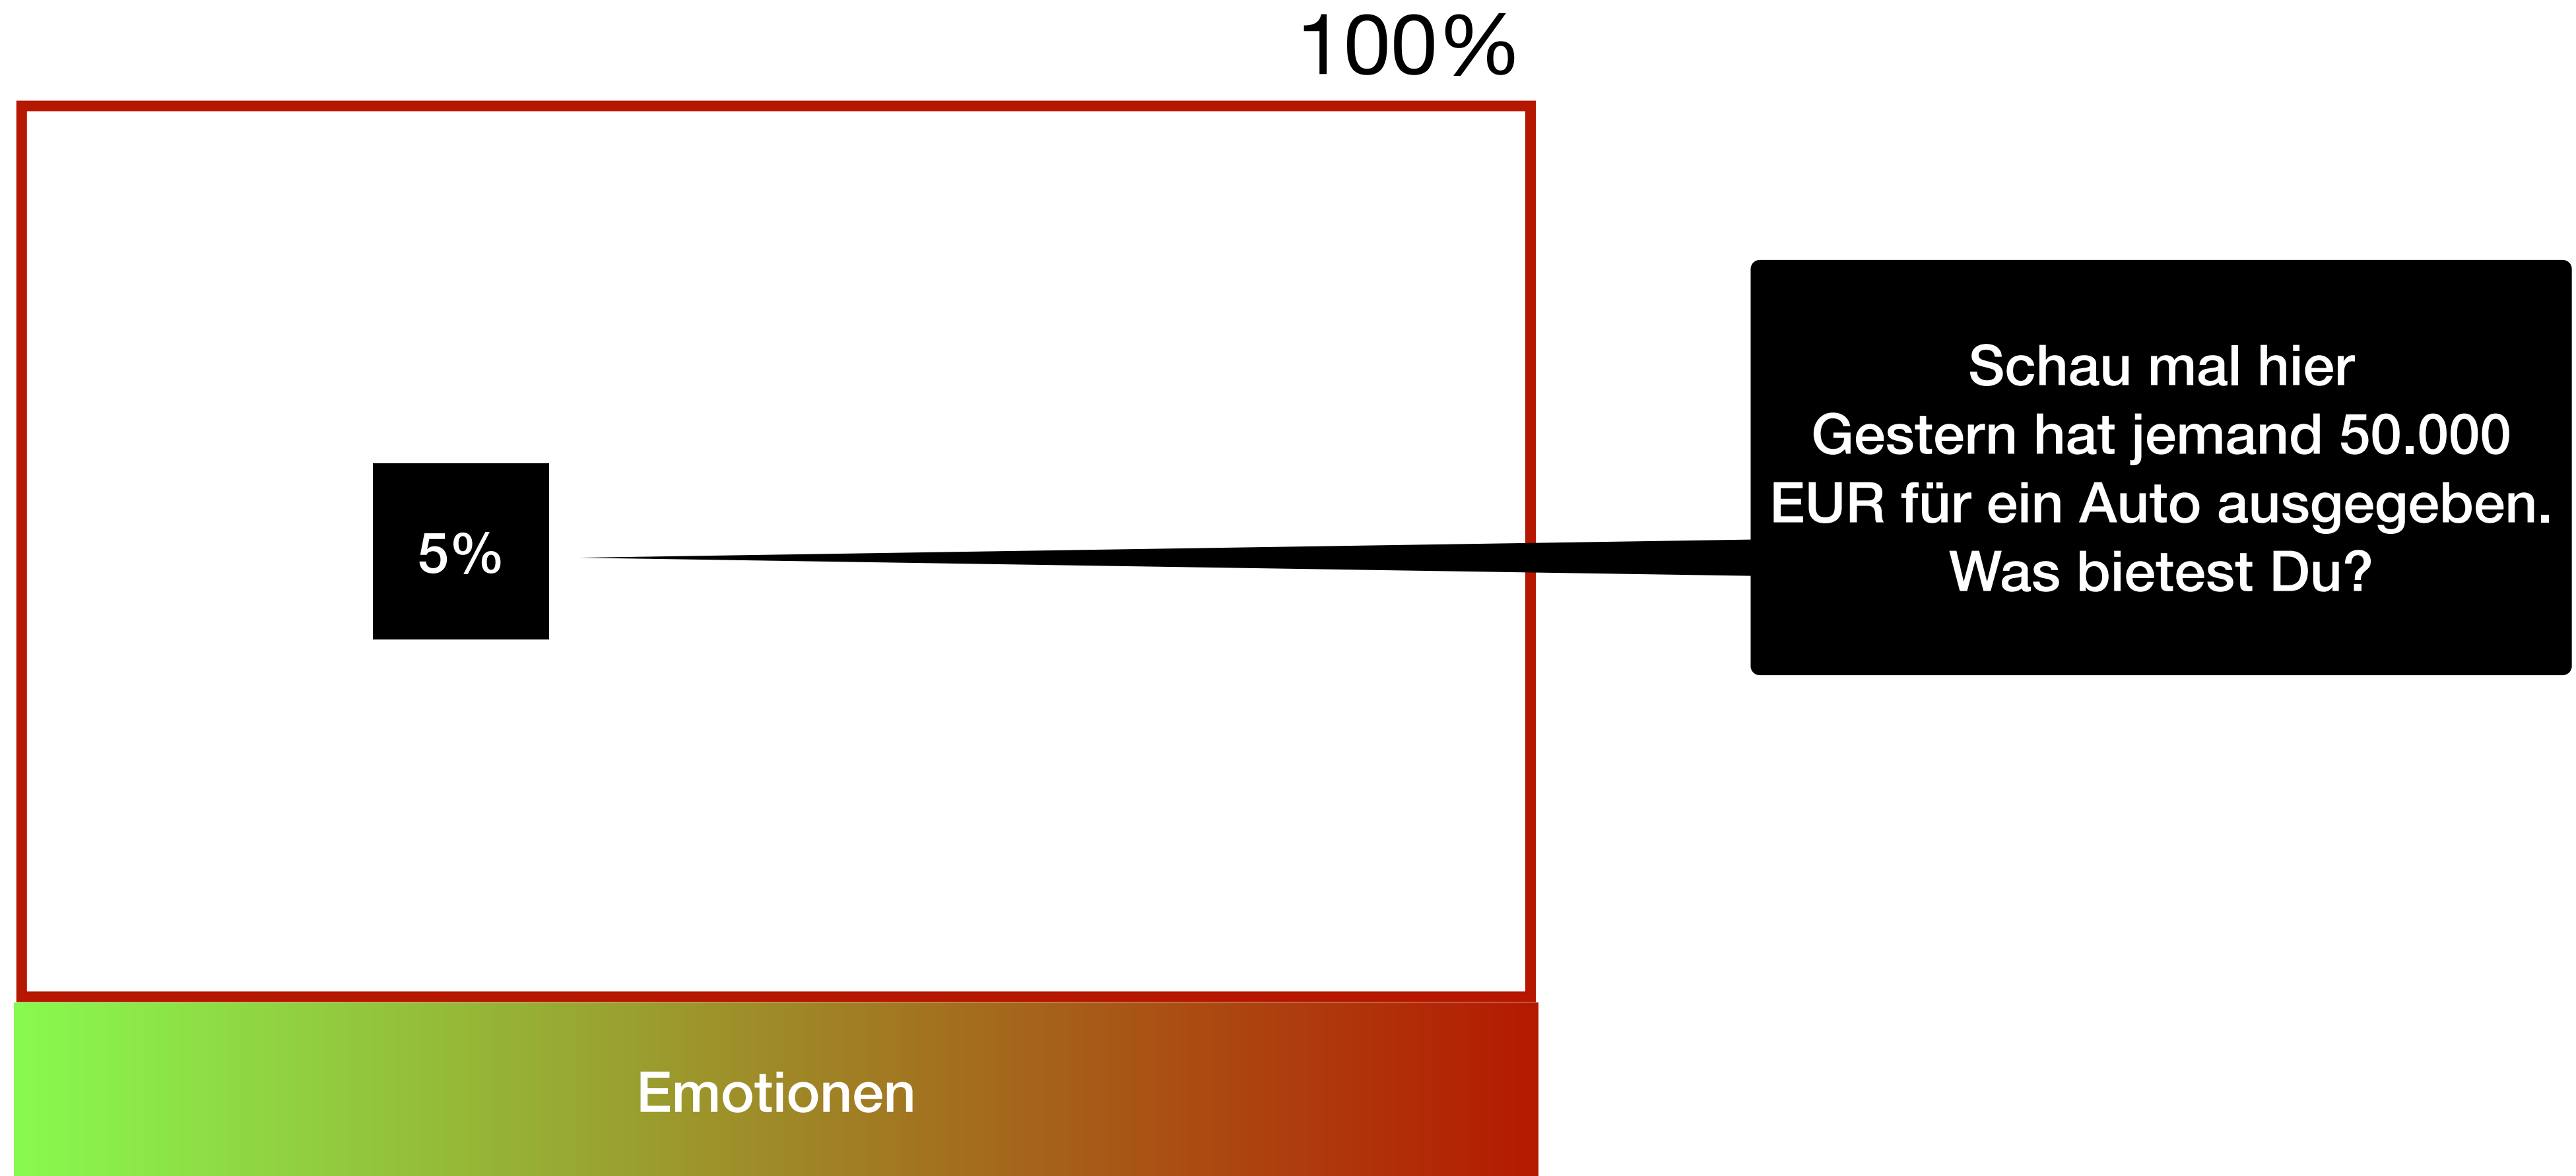 100%
5%
Schau mal hier
Gestern hat jemand 50.000
EUR für ein Auto ausgegeben.
Was bietest Du?
Emotionen